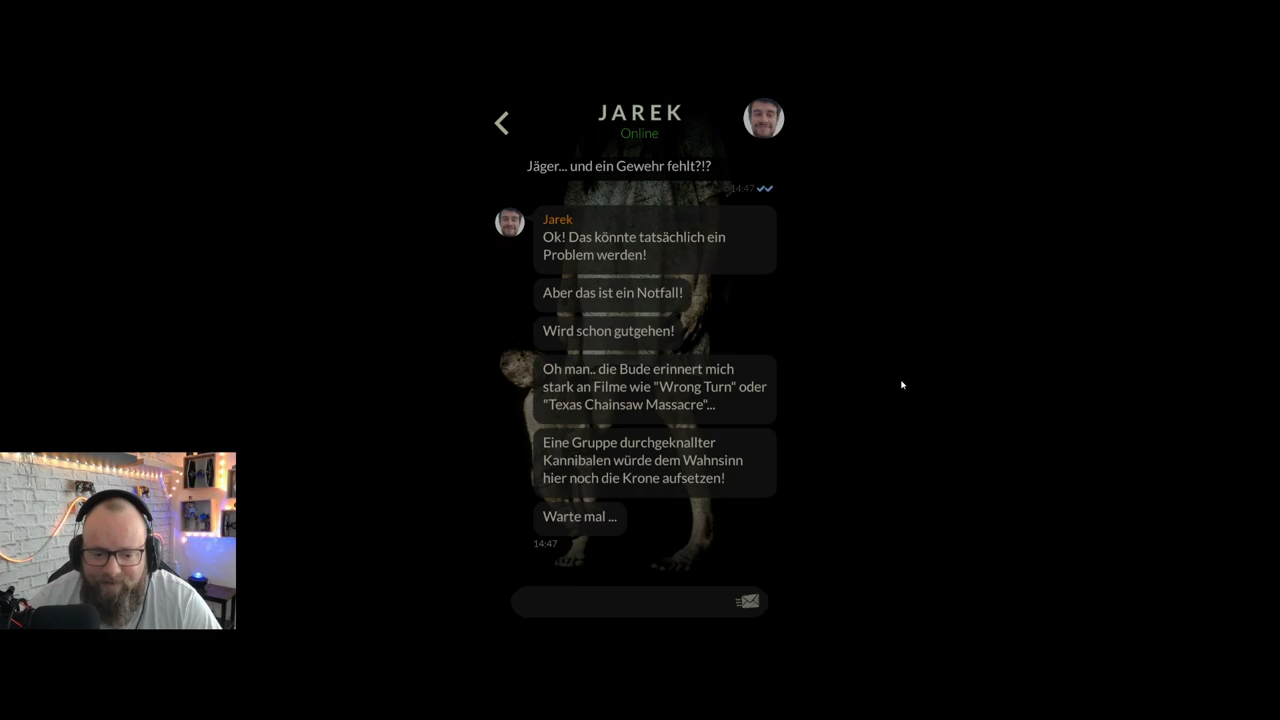 JAREK
Online
Jäger... und ein Gewehr fehlt?!?
14:47
Jarek
Ok! Das könnte tatsächlich ein
Problem werden!
Aber das ist ein Notfall!
Wird schon gutgehen!
Oh man.. die Bude erinnert mich
stark an Filme wie "Wrong Turn" oder
"Texas Chainsaw Massacre"...
Eine Gruppe durchgeknallter
Kannibalen würde dem Wahnsinn
hier noch die Krone aufsetzen!
Warte mal ...
14:47